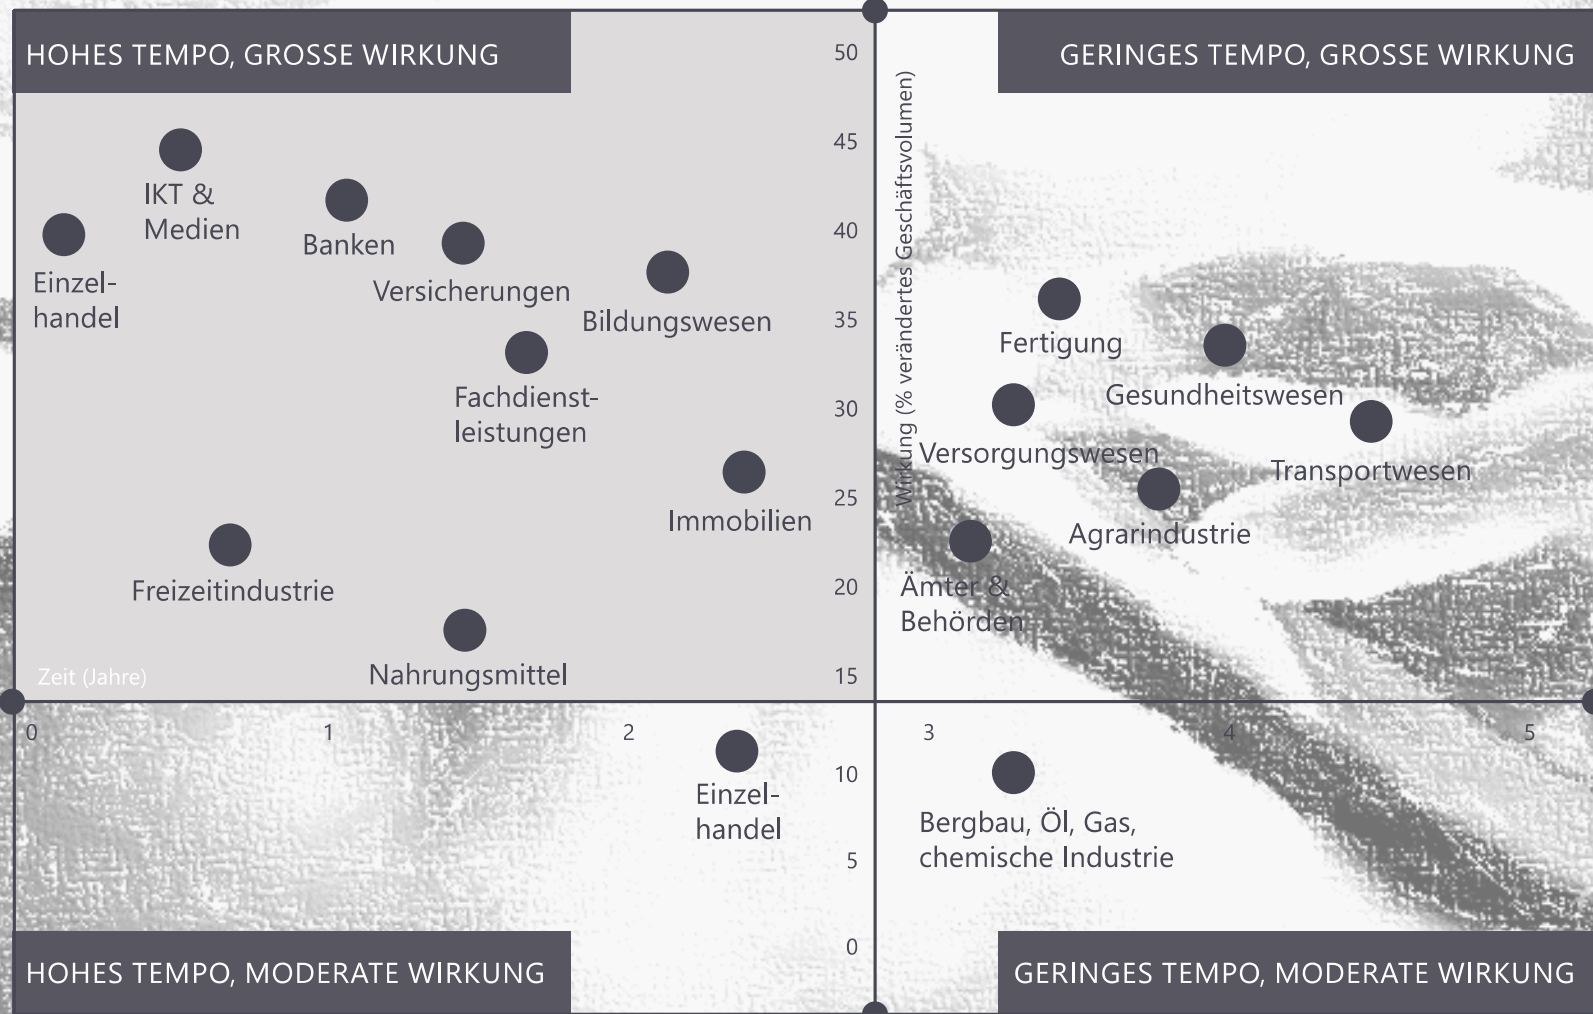 HOHES TEMPO, GROSSE WIRKUNG
GERINGES TEMPO, GROSSE WIRKUNG
Wirkung (% verändertes Geschäftsvolumen)
50
45
40
35
30
25
20
15
10
5
0
IKT &
Medien
Einzel-
handel
Banken
Versicherungen
Bildungswesen
Fachdienst-
leistungen
Immobilien
Freizeitindustrie
Nahrungsmittel
Fertigung
Gesundheitswesen
Versorgungswesen
Transportwesen
Agrarindustrie
Ämter &
Behörden
Zeit (Jahre)
0
1
2
3
4
5
Einzel-
handel
Bergbau, Öl, Gas,
chemische Industrie
HOHES TEMPO, MODERATE WIRKUNG
GERINGES TEMPO, MODERATE WIRKUNG